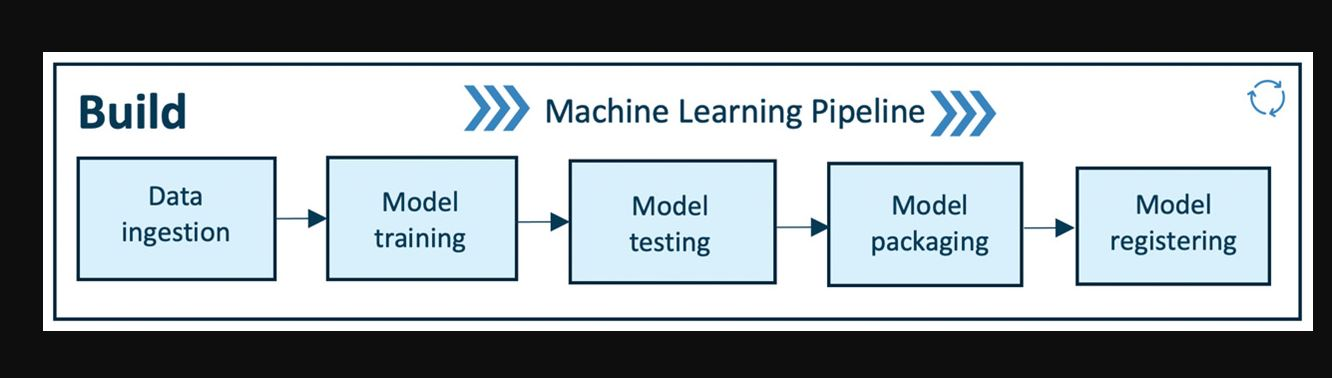 Build
Machine Learning Pipeline
Data
ingestion
Model
training
Model
testing
Model
packaging
Model
registering